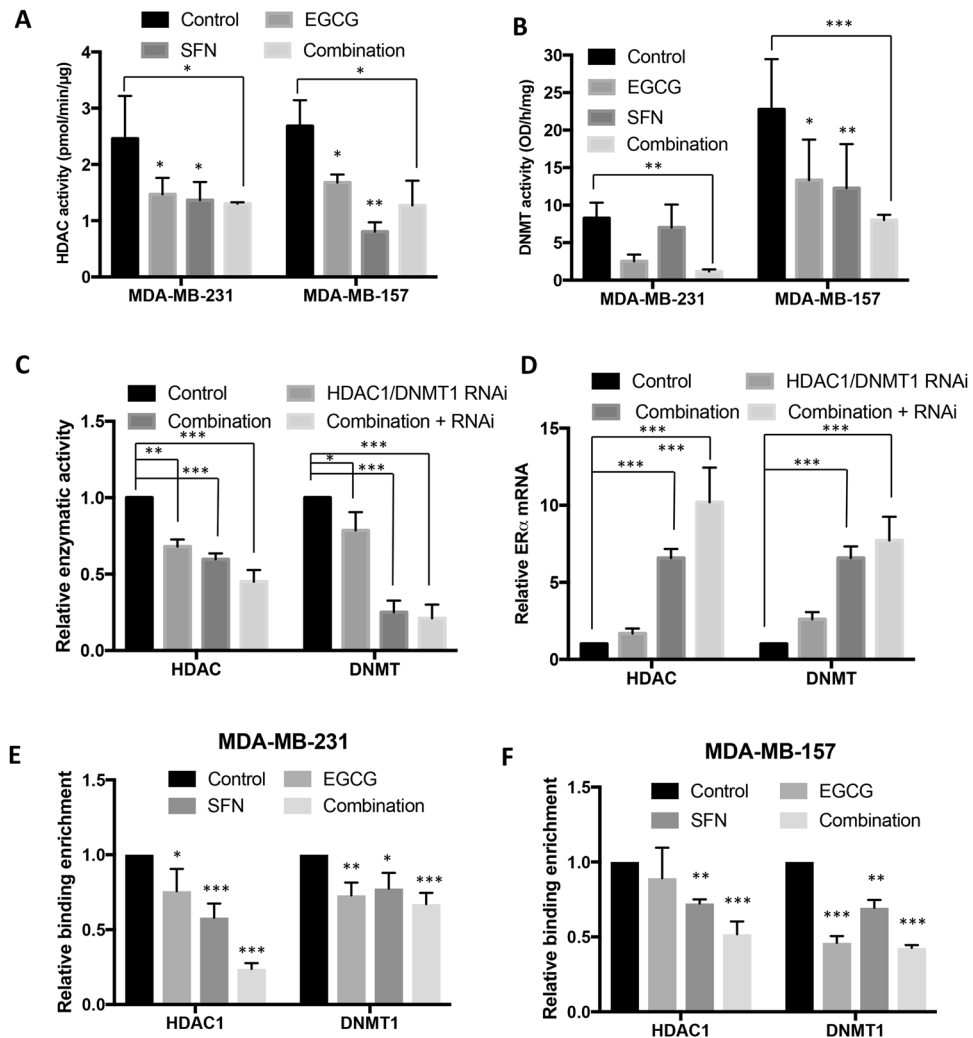 A
Control
EGCG
SFN
Combination
HDAC activity (pmol/min/µg)
4
3
2
1
0
*
*
*
*
*
**
MDA-MB-231
MDA-MB-157
B
Control
EGCG
SFN
Combination
DNMT activity (OD/h/mg)
30
25
20
15
10
5
0
***
**
*
**
MDA-MB-231
MDA-MB-157
C
Control
HDAC1/DNMT1 RNAi
Combination
Combination + RNAi
Relative enzymatic activity
1.5
1.0
0.5
0.0
***
**
***
***
*
***
HDAC
DNMT
D
Control
HDAC1/DNMT1 RNAi
Combination
Combination + RNAi
Relative ERα mRNA
15
10
5
0
***
***
***
***
***
HDAC
DNMT
E
MDA-MB-231
Control
EGCG
SFN
Combination
Relative binding enrichment
1.5
1.0
0.5
0.0
*
***
***
**
*
***
HDAC1
DNMT1
F
MDA-MB-157
Control
EGCG
SFN
Combination
Relative binding enrichment
1.5
1.0
0.5
0.0
**
***
***
**
***
HDAC1
DNMT1